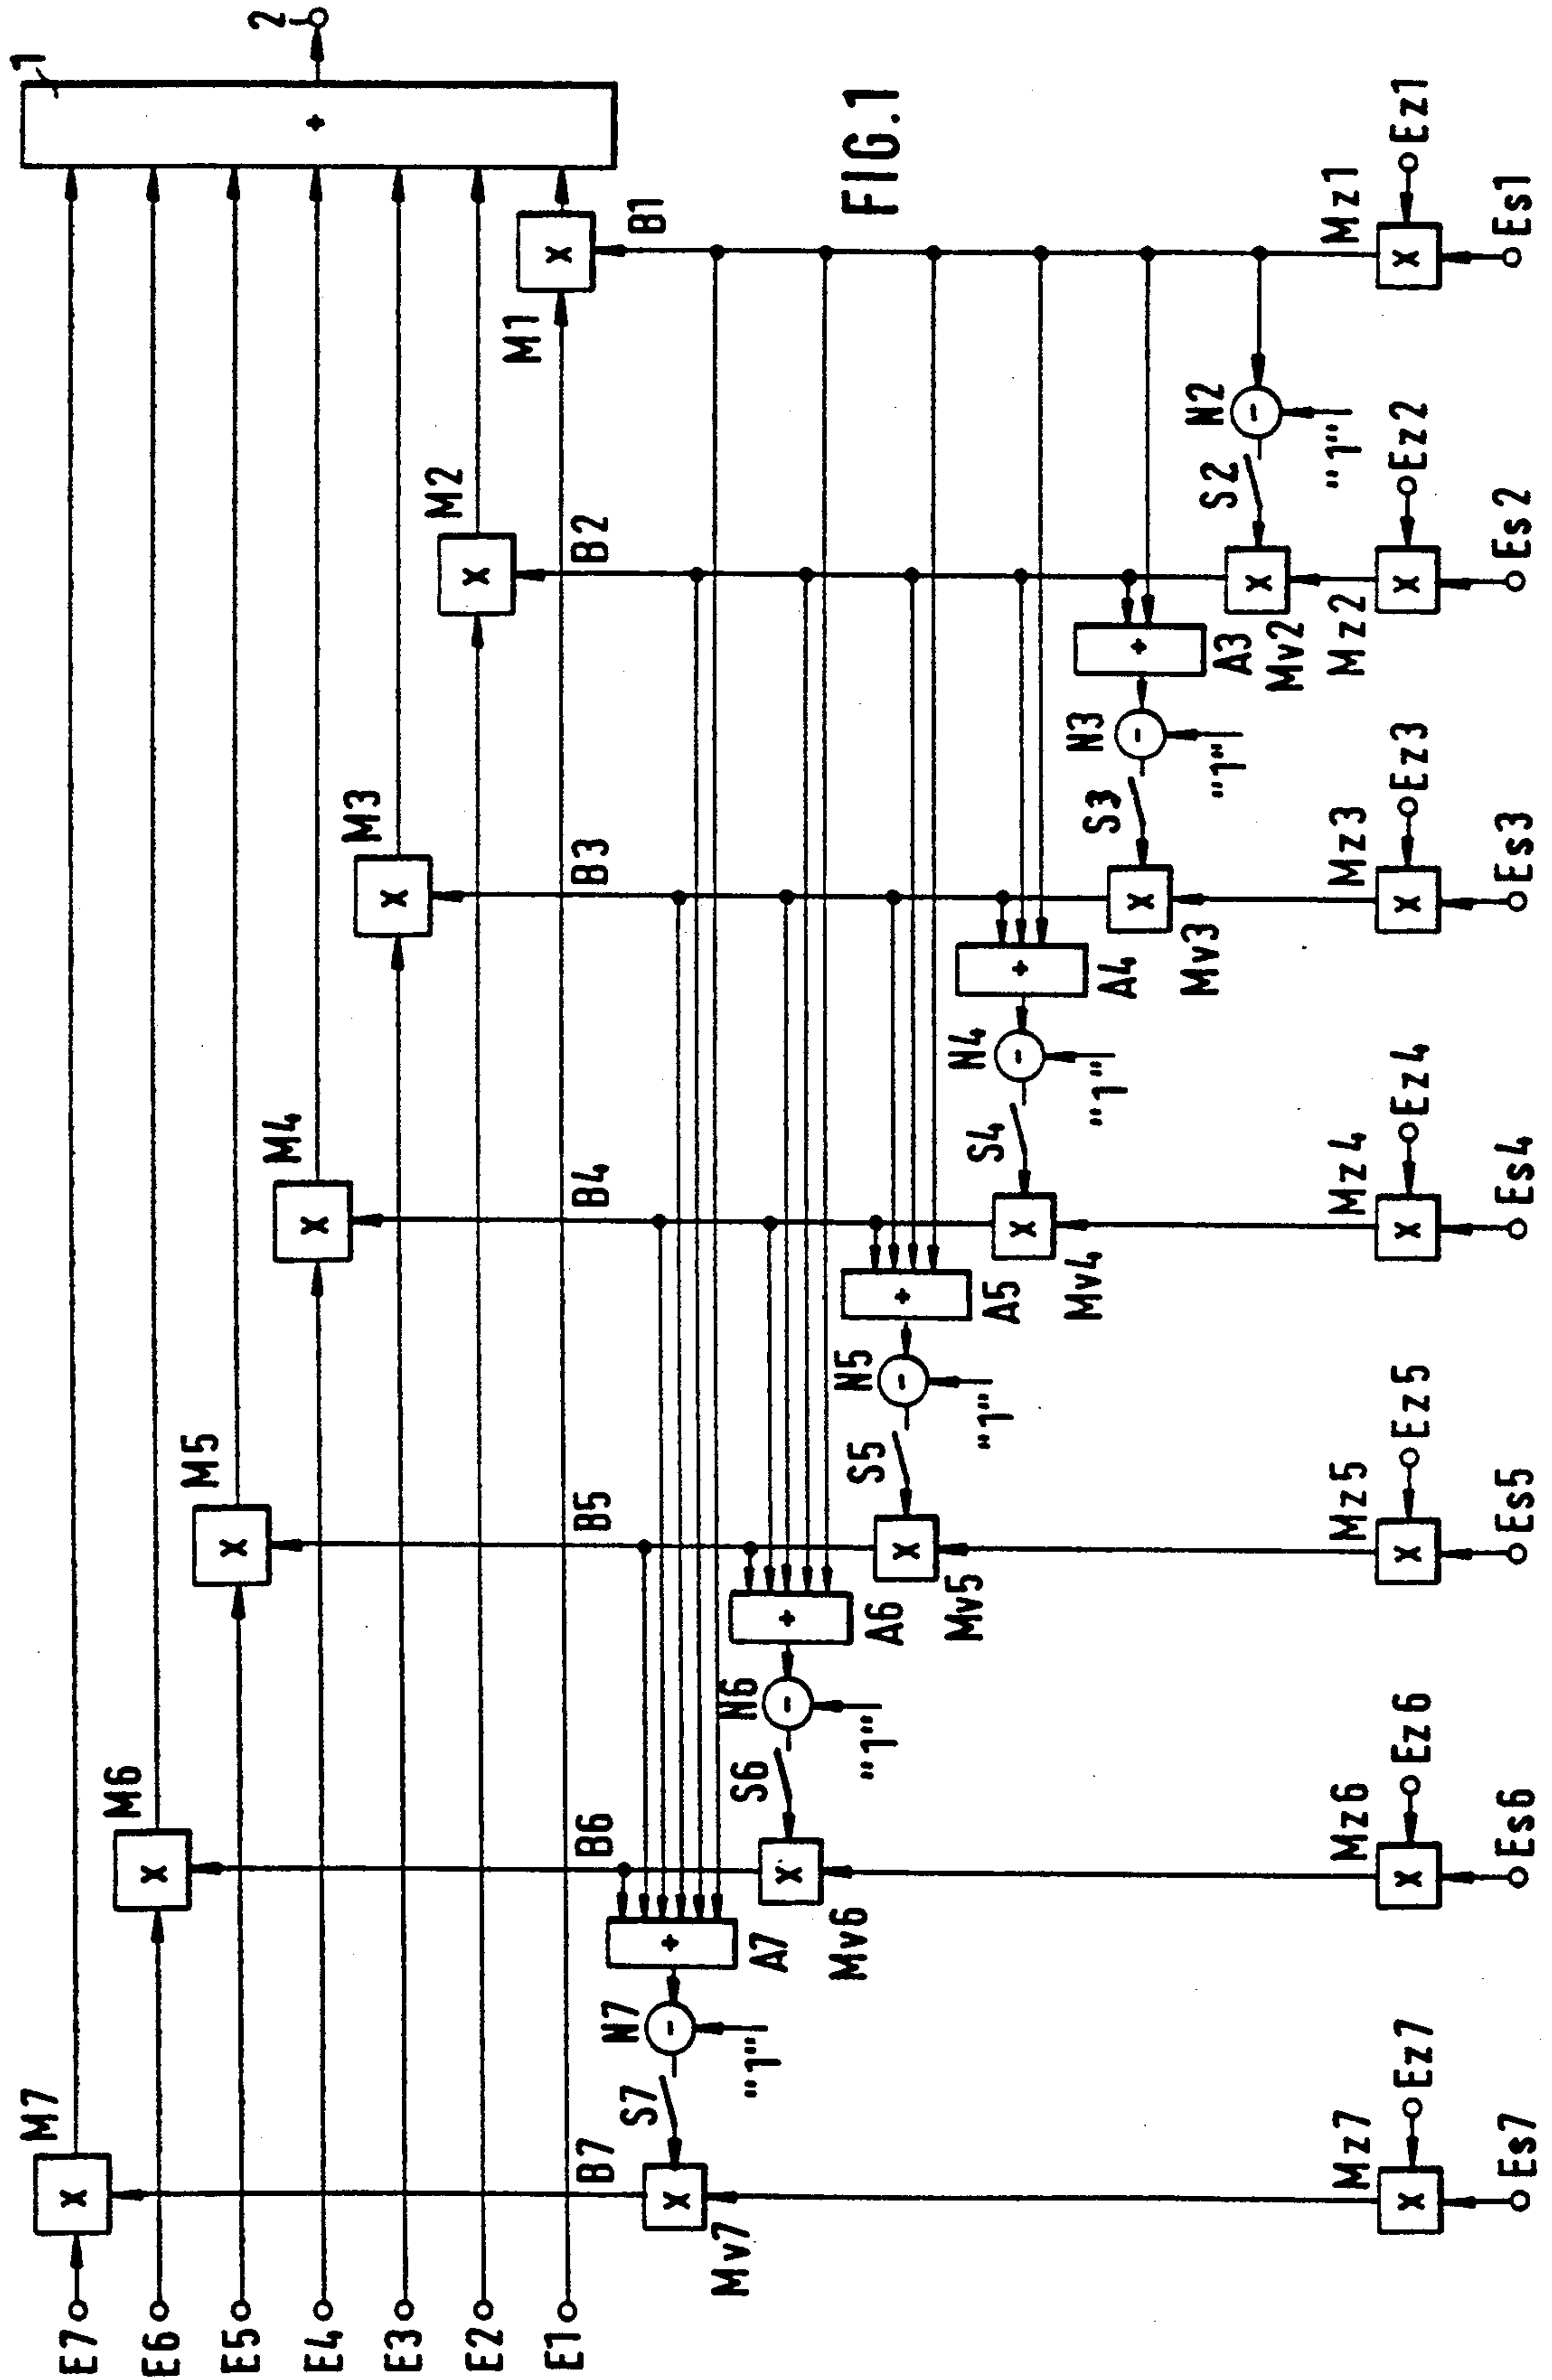 1
2
FIG.1
M7
M6
M5
M4
M3
M2
M1
E7
E6
E5
E4
E3
E2
E1
B7
B6
B5
B4
B3
B2
B1
S7
N7
"1"
A7
Mv7
S6
N6
"1"
A6
Mv6
S5
N5
"1"
A5
Mv5
S4
N4
"1"
A4
Mv4
S3
N3
"1"
A3
Mv3
S2
N2
"1"
Mv2
Mz7
Ez7
Mz6
Ez6
Mz5
Ez5
Mz4
Ez4
Mz3
Ez3
Mz2
Ez2
Mz1
Ez1
Es7
Es6
Es5
Es4
Es3
Es2
Es1